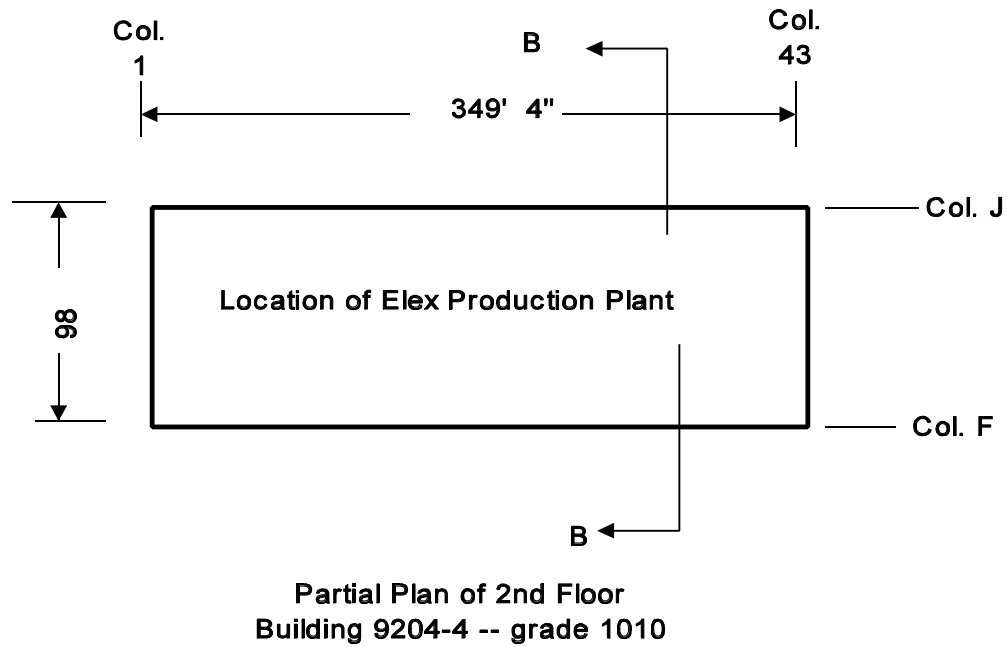 Col.
1
B
Col.
43
349' 4"
Col. J
Location of Elex Production Plant
98
Col. F
B
Partial Plan of 2nd Floor
Building 9204-4 -- grade 1010